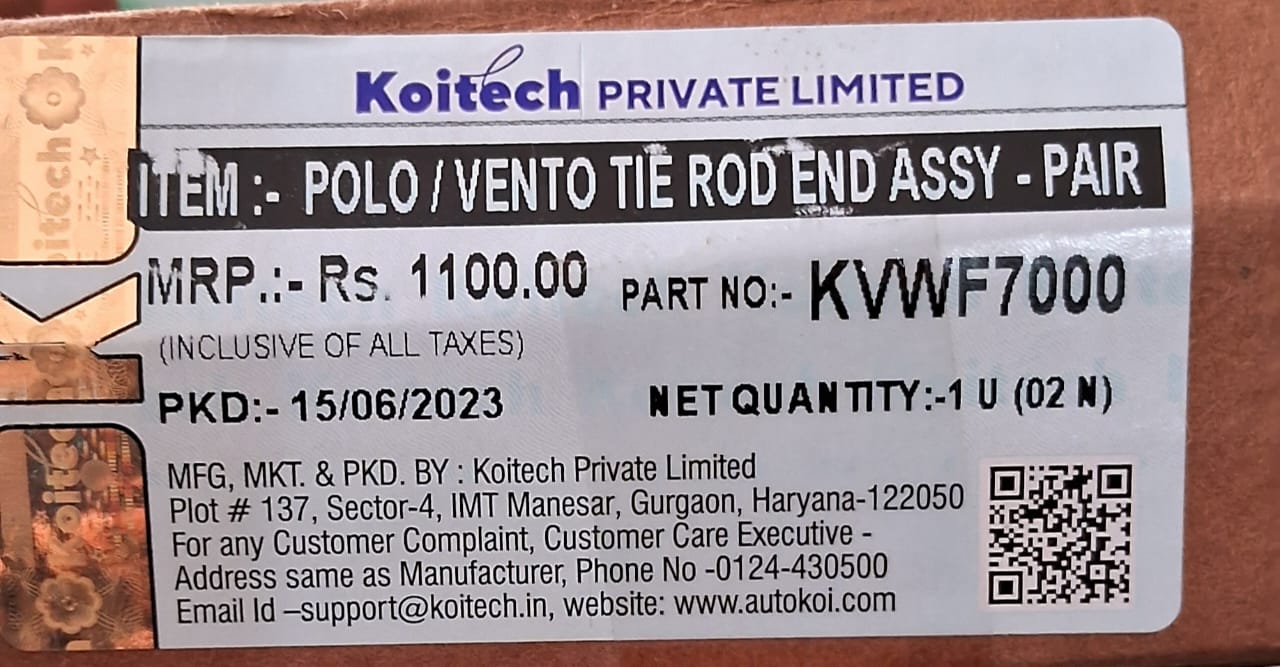 Koitech PRIVATE LIMITED
ITEM :- POLO / VENTO TIE ROD END ASSY - PAIR
MRP.:- Rs. 1100.00 PART NO:- KVWF7000
(INCLUSIVE OF ALL TAXES)
PKD:- 15/06/2023 NET QUANTITY:-1 U (02 N)
MFG, MKT. & PKD. BY : Koitech Private Limited
Plot # 137, Sector-4, IMT Manesar, Gurgaon, Haryana-122050
For any Customer Complaint, Customer Care Executive -
Address same as Manufacturer, Phone No -0124-430500
Email Id –support@koitech.in, website: www.autokoi.com
Koitech
K
Koitech